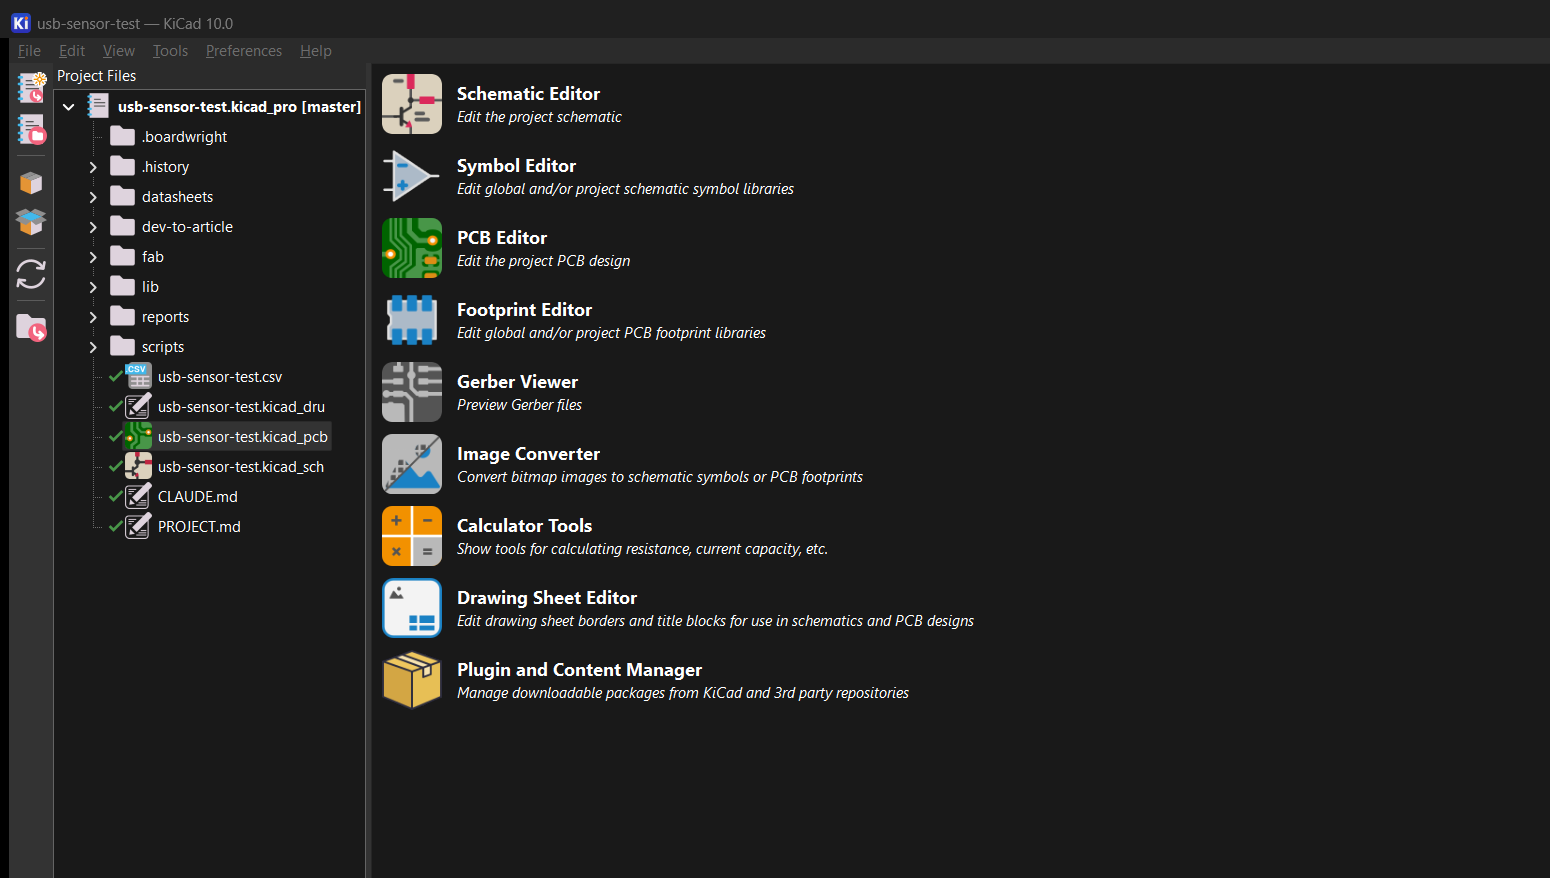 Ki usb-sensor-test — KiCad 10.0
File Edit View Tools Preferences Help
Project Files
usb-sensor-test.kicad_pro [master]
.boardwright
.history
datasheets
dev-to-article
fab
lib
reports
scripts
CSV usb-sensor-test.csv
usb-sensor-test.kicad_dru
usb-sensor-test.kicad_pcb
usb-sensor-test.kicad_sch
CLAUDE.md
PROJECT.md
Schematic Editor
Edit the project schematic
Symbol Editor
Edit global and/or project schematic symbol libraries
PCB Editor
Edit the project PCB design
Footprint Editor
Edit global and/or project PCB footprint libraries
Gerber Viewer
Preview Gerber files
Image Converter
Convert bitmap images to schematic symbols or PCB footprints
Calculator Tools
Show tools for calculating resistance, current capacity, etc.
Drawing Sheet Editor
Edit drawing sheet borders and title blocks for use in schematics and PCB designs
Plugin and Content Manager
Manage downloadable packages from KiCad and 3rd party repositories